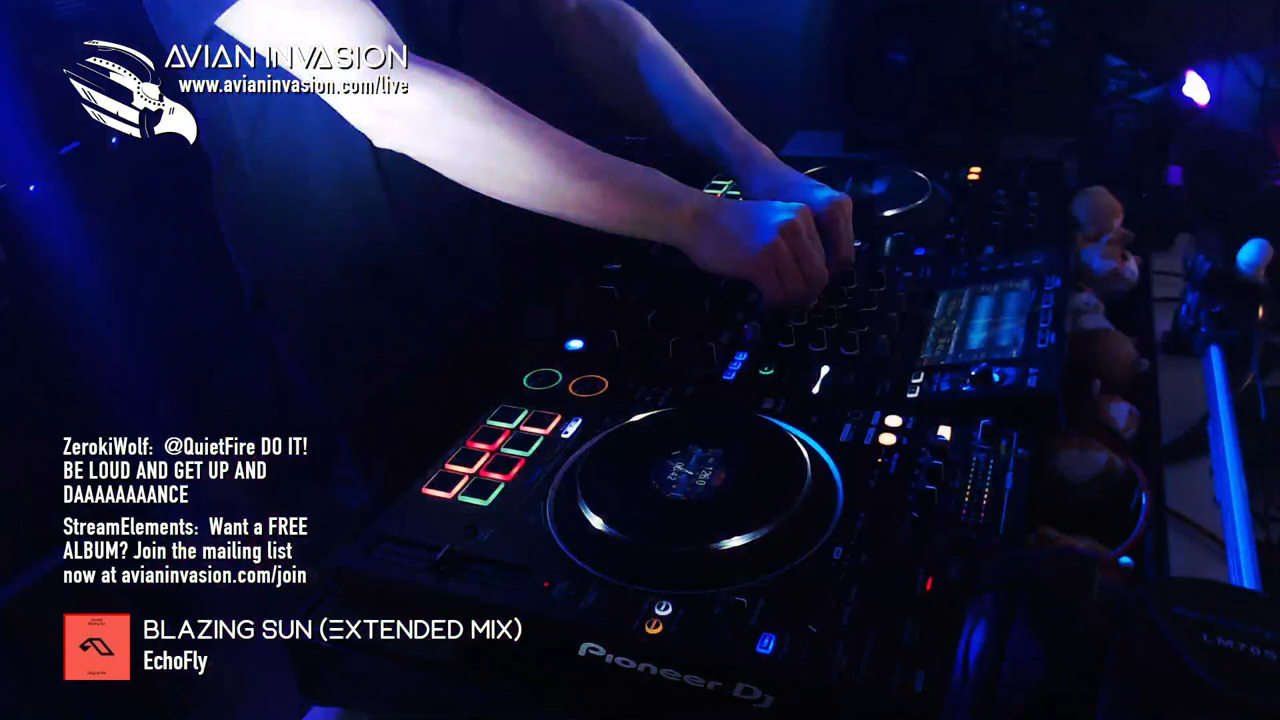 AVIAN INVASION
www.avianinvasion.com/live
ZerokiWolf: @QuietFire DO IT!
BE LOUD AND GET UP AND
DAAAAAAAANCE
StreamElements: Want a FREE
ALBUM? Join the mailing list
now at avianinvasion.com/join
BLAZING SUN (EXTENDED MIX)
EchoFly
Pioneer DJ